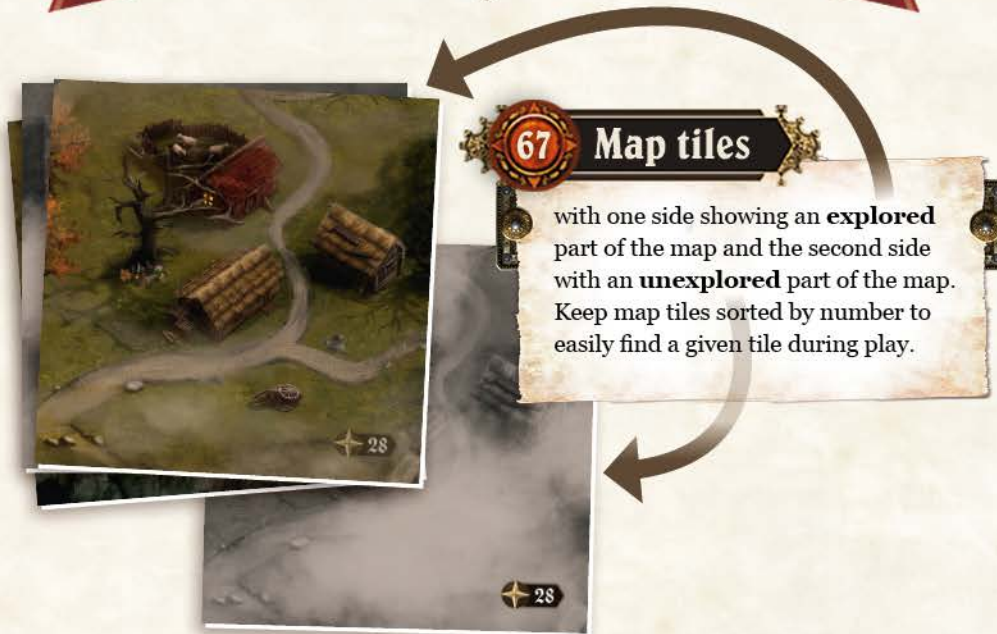 67 Map tiles
with one side showing an explored
part of the map and the second side
with an unexplored part of the map.
Keep map tiles sorted by number to
easily find a given tile during play.
28
28